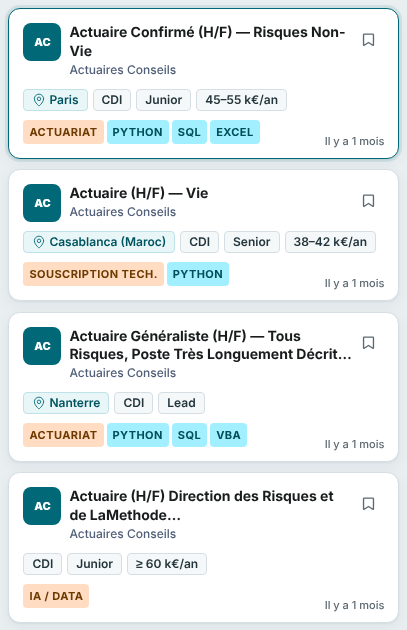 AC
Actuaire Confirmé (H/F) — Risques Non-
Vie
Actuaires Conseils
Paris CDI Junior 45–55 k€/an
ACTUARIAT PYTHON SQL EXCEL
Il y a 1 mois
AC
Actuaire (H/F) — Vie
Actuaires Conseils
Casablanca (Maroc) CDI Senior 38–42 k€/an
SOUSCRIPTION TECH. PYTHON
Il y a 1 mois
AC
Actuaire Généraliste (H/F) — Tous
Risques, Poste Très Longuement Décrit…
Actuaires Conseils
Nanterre CDI Lead
ACTUARIAT PYTHON SQL VBA
Il y a 1 mois
AC
Actuaire (H/F) Direction des Risques et
de LaMethode…
Actuaires Conseils
CDI Junior ≥ 60 k€/an
IA / DATA
Il y a 1 mois